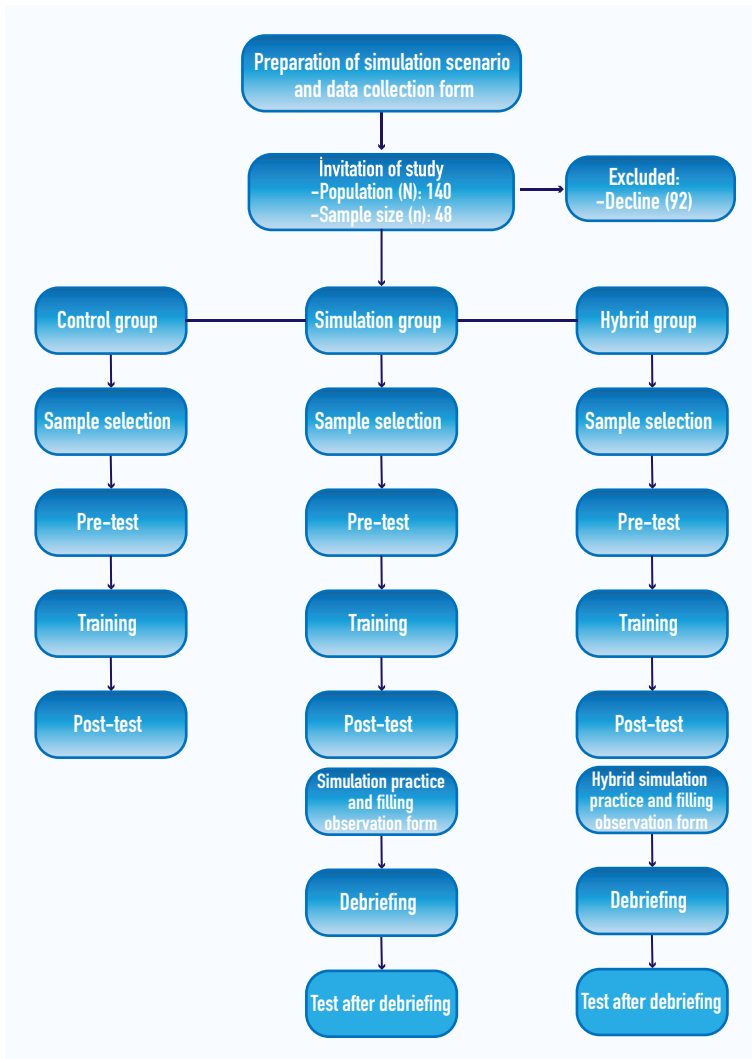 Preparation of simulation scenario
and data collection form
İnvitation of study
-Population (N): 140
-Sample size (n): 48
Excluded:
-Decline (92)
Control group
Simulation group
Hybrid group
Sample selection
Sample selection
Sample selection
Pre-test
Pre-test
Pre-test
Training
Training
Training
Post-test
Post-test
Post-test
Simulation practice
and filling
observation form
Hybrid simulation
practice and filling
observation form
Debriefing
Debriefing
Test after debriefing
Test after debriefing